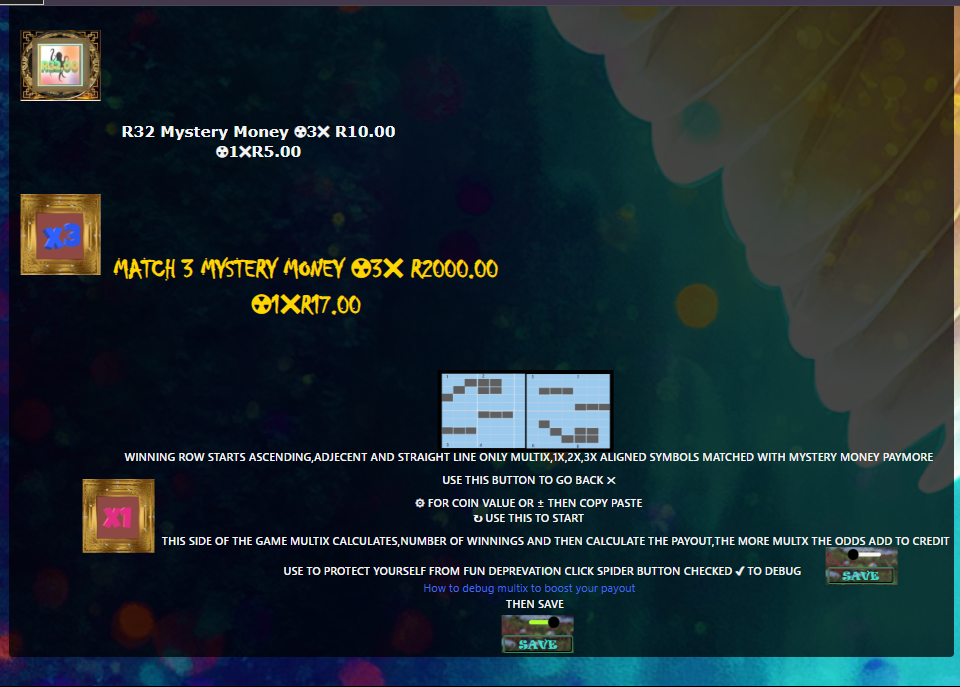 R32 Mystery Money ☢3❌ R10.00
☢1❌R5.00
X3
MATCH 3 MYSTERY MONEY ☢3❌ R2000.00
☢1❌R17.00
WINNING ROW STARTS ASCENDING,ADJECENT AND STRAIGHT LINE ONLY MULTIX,1X,2X,3X ALIGNED SYMBOLS MATCHED WITH MYSTERY MONEY PAYMORE
USE THIS BUTTON TO GO BACK ✕
⚙ FOR COIN VALUE OR ± THEN COPY PASTE
↻ USE THIS TO START
X1
THIS SIDE OF THE GAME MULTIX CALCULATES,NUMBER OF WINNINGS AND THEN CALCULATE THE PAYOUT,THE MORE MULTX THE ODDS ADD TO CREDIT
USE TO PROTECT YOURSELF FROM FUN DEPREVATION CLICK SPIDER BUTTON CHECKED ✔ TO DEBUG
SAVE
How to debug multix to boost your payout
THEN SAVE
SAVE